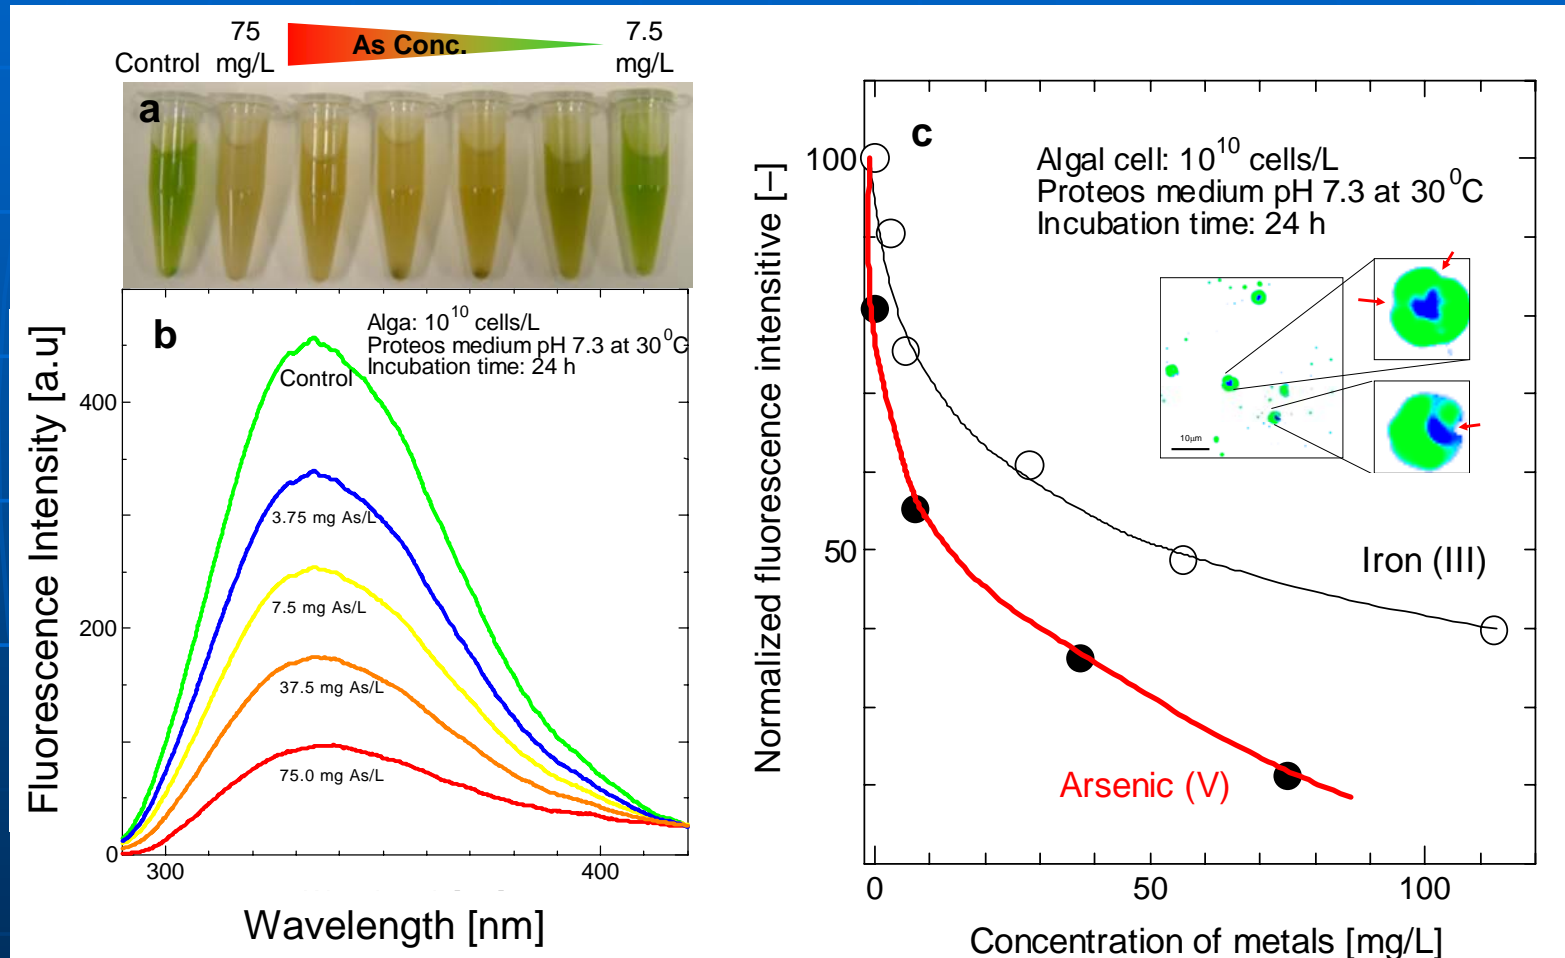 75
mg/L
As Conc.
7.5
mg/L
Control
a
b
Alga: 10^10 cells/L
Proteos medium pH 7.3 at 30^0C
Incubation time: 24 h
Control
3.75 mg As/L
7.5 mg As/L
37.5 mg As/L
75.0 mg As/L
400
200
0
300
400
Fluorescence Intensity [a.u]
Wavelength [nm]
c
Algal cell: 10^10 cells/L
Proteos medium pH 7.3 at 30^0C
Incubation time: 24 h
10μm
Iron (III)
Arsenic (V)
100
50
0
50
100
Normalized fluorescence intensitive [–]
Concentration of metals [mg/L]